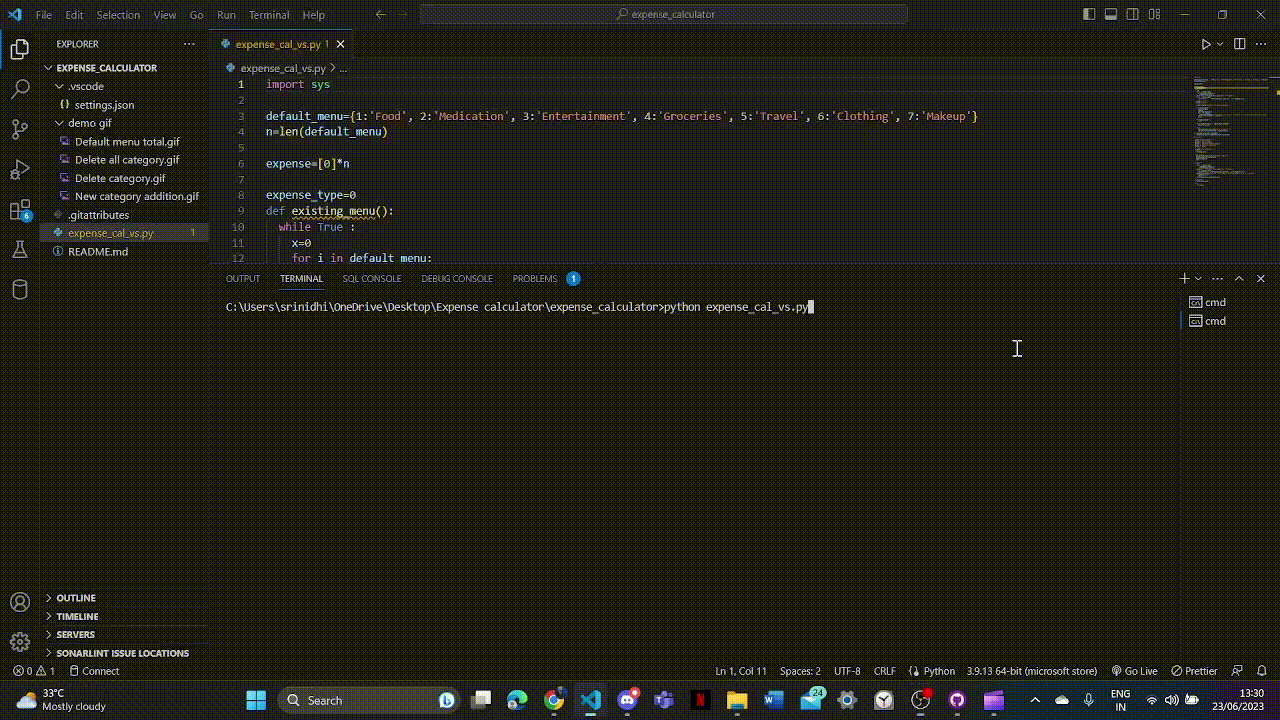 File Edit Selection View Go Run Terminal Help
expense_calculator
EXPLORER
EXPENSE_CALCULATOR
.vscode
{} settings.json
demo gif
Default menu total.gif
Delete all category.gif
Delete category.gif
New category addition.gif
.gitattributes
expense_cal_vs.py 1
README.md
OUTLINE
TIMELINE
SERVERS
SONARLINT ISSUE LOCATIONS
6
expense_cal_vs.py 1
expense_cal_vs.py > ...
1 import sys
2
3 default_menu={1:'Food', 2:'Medication', 3:'Entertainment', 4:'Groceries', 5:'Travel', 6:'Clothing', 7:'Makeup'}
4 n=len(default_menu)
5
6 expense=[0]*n
7
8 expense_type=0
9 def existing_menu():
10 while True :
11 x=0
12 for i in default_menu:
OUTPUT TERMINAL SQL CONSOLE DEBUG CONSOLE PROBLEMS 1
C:\Users\srinidhi\OneDrive\Desktop\Expense calculator\expense_calculator>python expense_cal_vs.py
cmd
cmd
0 1 Connect
Ln 1, Col 11 Spaces: 2 UTF-8 CRLF Python 3.9.13 64-bit (microsoft store) Go Live Prettier
33°C
Mostly cloudy
Search
24
ENG
IN
13:30
23/06/2023